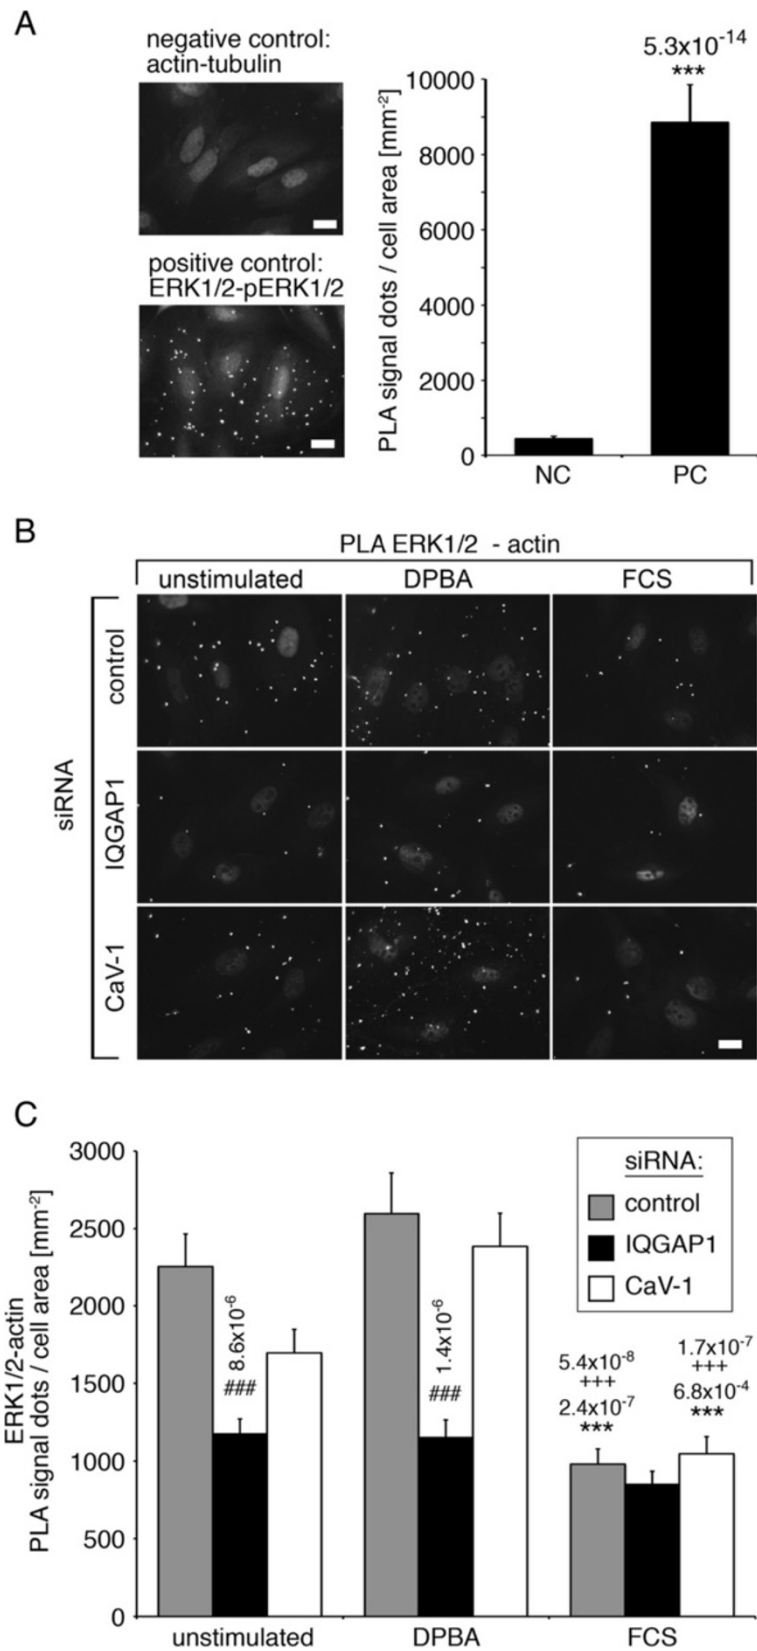 A
negative control:
actin-tubulin
positive control:
ERK1/2-pERK1/2
PLA signal dots / cell area [mm-2]
10000
8000
6000
4000
2000
0
5.3x10-14
***
NC
PC
B
PLA ERK1/2 - actin
unstimulated
DPBA
FCS
siRNA
control
IQGAP1
CaV-1
C
ERK1/2-actin
PLA signal dots / cell area [mm-2]
3000
2500
2000
1500
1000
500
0
8.6x10-6
###
1.4x10-6
###
5.4x10-8
+++
2.4x10-7
***
1.7x10-7
+++
6.8x10-4
***
siRNA:
control
IQGAP1
CaV-1
unstimulated
DPBA
FCS